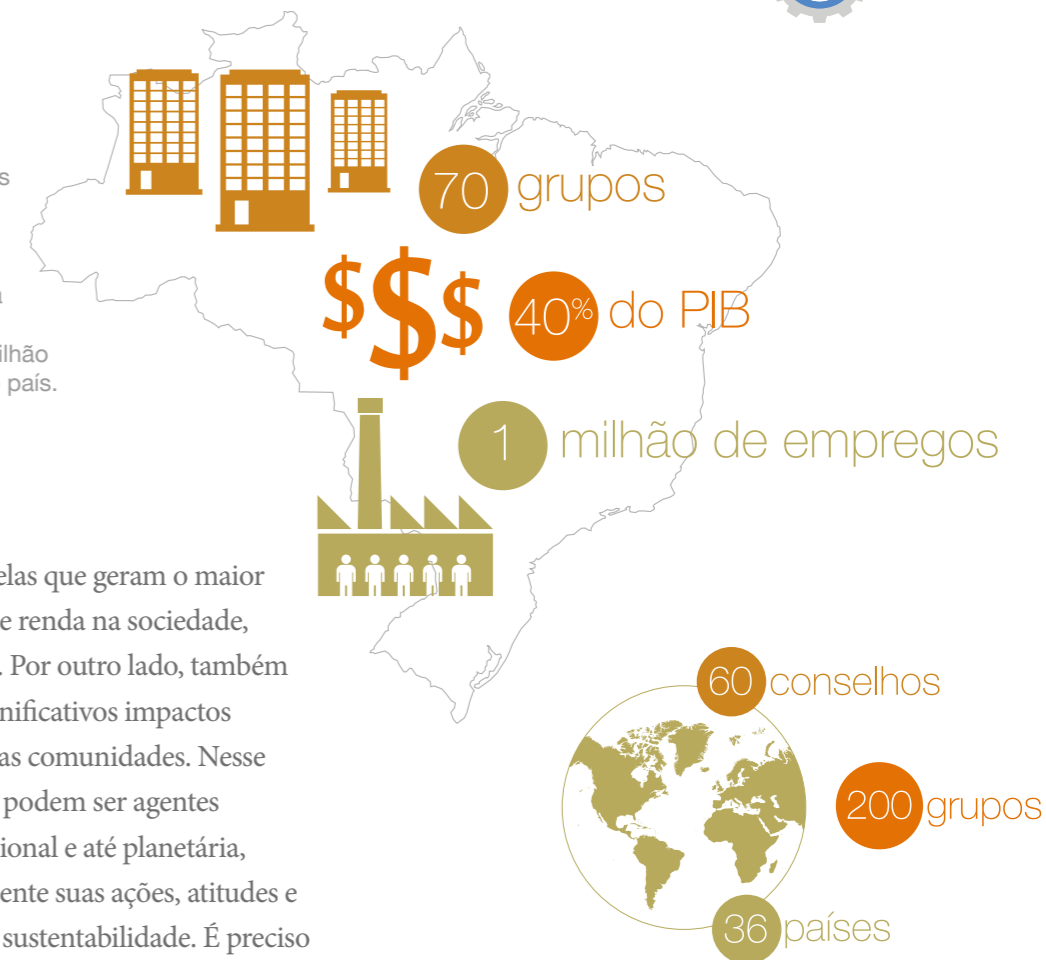 70 grupos
$$$ 40% do PIB
país.
1 milhão de empregos
elas que geram o maior
e renda na sociedade,
. Por outro lado, também
nificativos impactos
as comunidades. Nesse
podem ser agentes
ional e até planetária,
ente suas ações, atitudes e
sustentabilidade. É preciso
60 conselhos
200 grupos
36 países